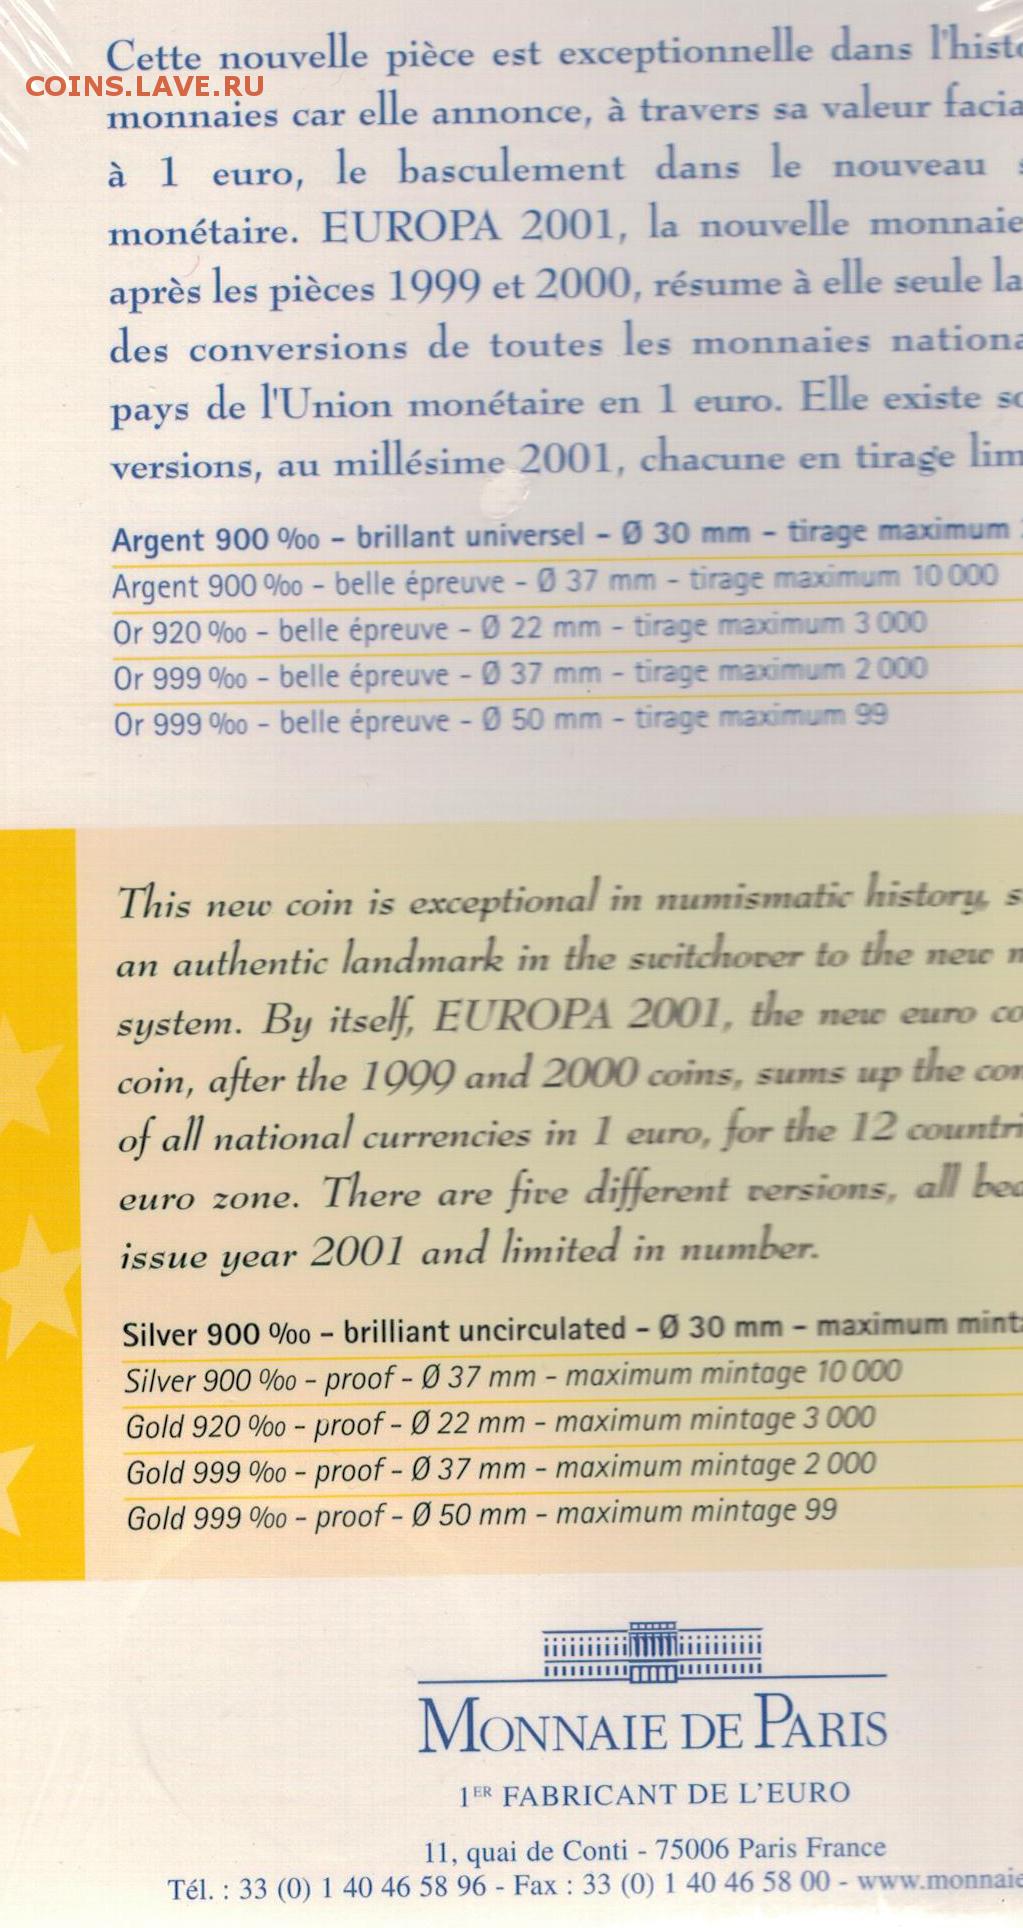 Cette nouvelle pièce est exceptionnelle dans l'histo
COINS.LAVE.RU
monnaies car elle annonce, à travers sa valeur facia
à 1 euro, le basculement dans le nouveau
monétaire. EUROPA 2001, la nouvelle monnaie
après les pièces 1999 et 2000, résume à elle seule la
des conversions de toutes les monnaies nationa
pays de l'Union monétaire en 1 euro. Elle existe so
versions, au millésime 2001, chacune en tirage lim
Argent 900 ‰ – brillant universel – Ø 30 mm – tirage maximum
Argent 900 ‰ – belle épreuve – Ø 37 mm – tirage maximum 10 000
Or 920 ‰ – belle épreuve – Ø 22 mm – tirage maximum 3 000
Or 999 ‰ – belle épreuve – Ø 37 mm – tirage maximum 2 000
Or 999 ‰ – belle épreuve – Ø 50 mm – tirage maximum 99
This new coin is exceptional in numismatic history, s
an authentic landmark in the switchover to the new
system. By itself, EUROPA 2001, the new euro co
coin, after the 1999 and 2000 coins, sums up the con
of all national currencies in 1 euro, for the 12 countri
euro zone. There are five different versions, all bea
issue year 2001 and limited in number.
Silver 900 ‰ – brilliant uncirculated – Ø 30 mm – maximum mint
Silver 900 ‰ – proof – Ø 37 mm – maximum mintage 10 000
Gold 920 ‰ – proof – Ø 22 mm – maximum mintage 3 000
Gold 999 ‰ – proof – Ø 37 mm – maximum mintage 2 000
Gold 999 ‰ – proof – Ø 50 mm – maximum mintage 99
MONNAIE DE PARIS
1ER FABRICANT DE L'EURO
11, quai de Conti - 75006 Paris France
Tél. : 33 (0) 1 40 46 58 96 - Fax : 33 (0) 1 40 46 58 00 - www.monnaie